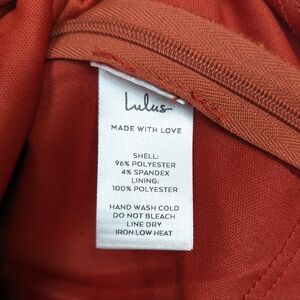 Lulus
MADE WITH LOVE
SHELL:
96% POLYESTER
4% SPANDEX
LINING:
100% POLYESTER
HAND WASH COLD
DO NOT BLEACH
LINE DRY
IRON LOW HEAT